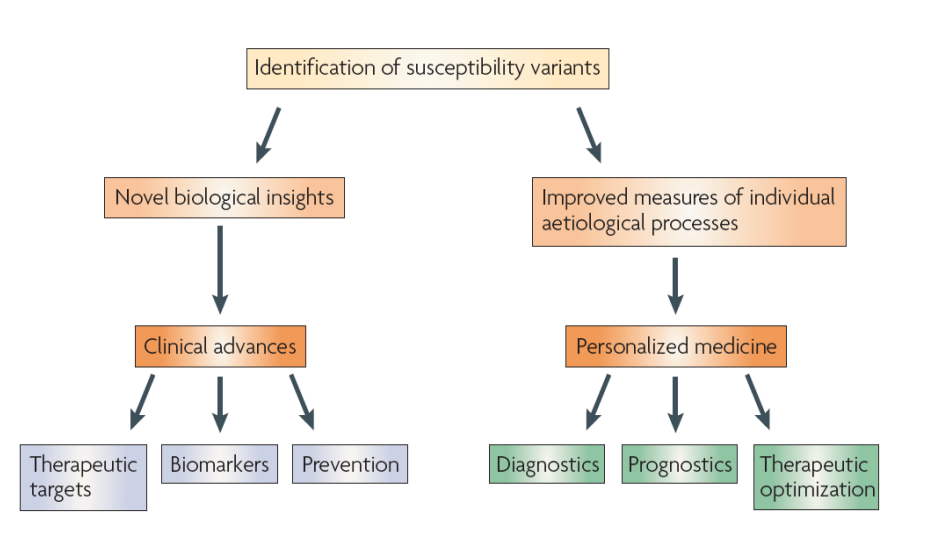 Identification of susceptibility variants
Novel biological insights
Improved measures of individual
aetiological processes
Clinical advances
Personalized medicine
Therapeutic
targets
Biomarkers
Prevention
Diagnostics
Prognostics
Therapeutic
optimization